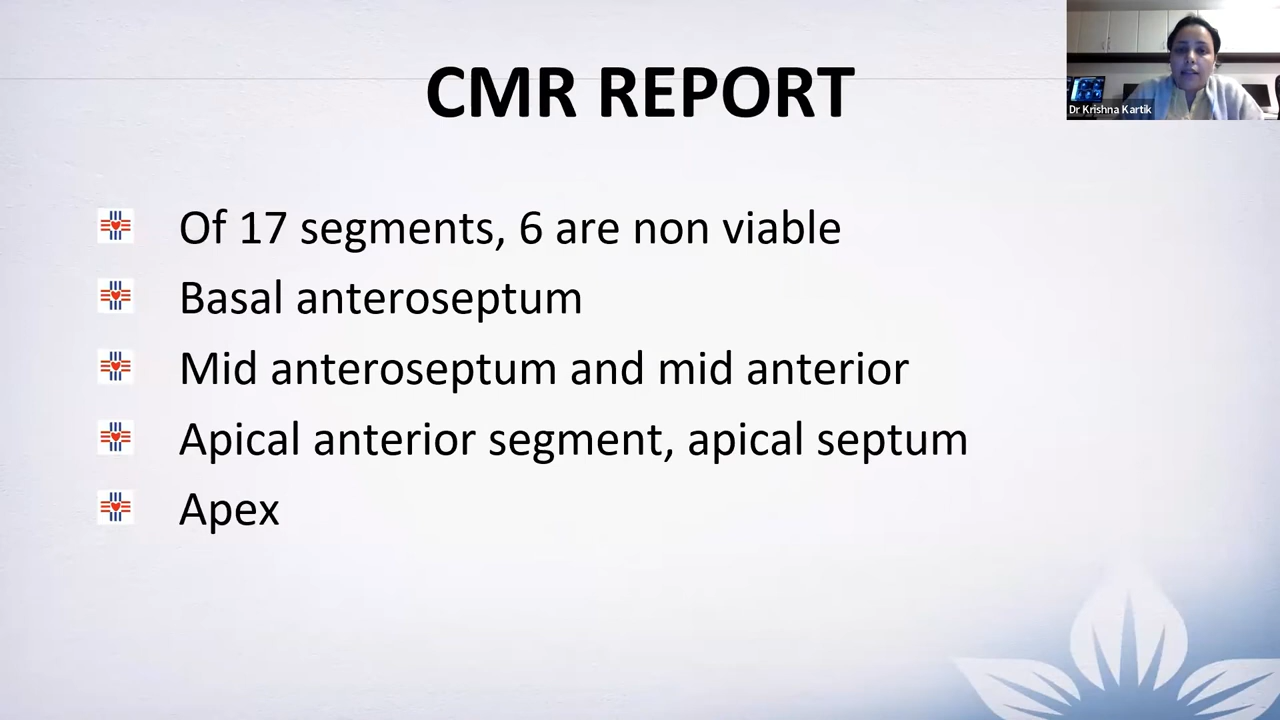 CMR REPORT
Dr Krishna Kartik
Of 17 segments, 6 are non viable
Basal anteroseptum
Mid anteroseptum and mid anterior
Apical anterior segment, apical septum
Apex